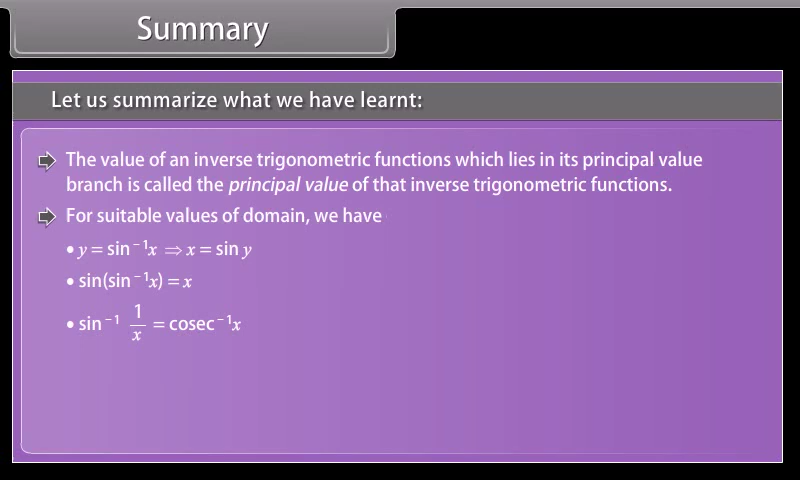 Summary
Let us summarize what we have learnt:
The value of an inverse trigonometric functions which lies in its principal value
branch is called the principal value of that inverse trigonometric functions.
For suitable values of domain, we have
• y = sin⁻¹x ⇒ x = sin y
• sin(sin⁻¹x) = x
• sin⁻¹ 1/x = cosec⁻¹x